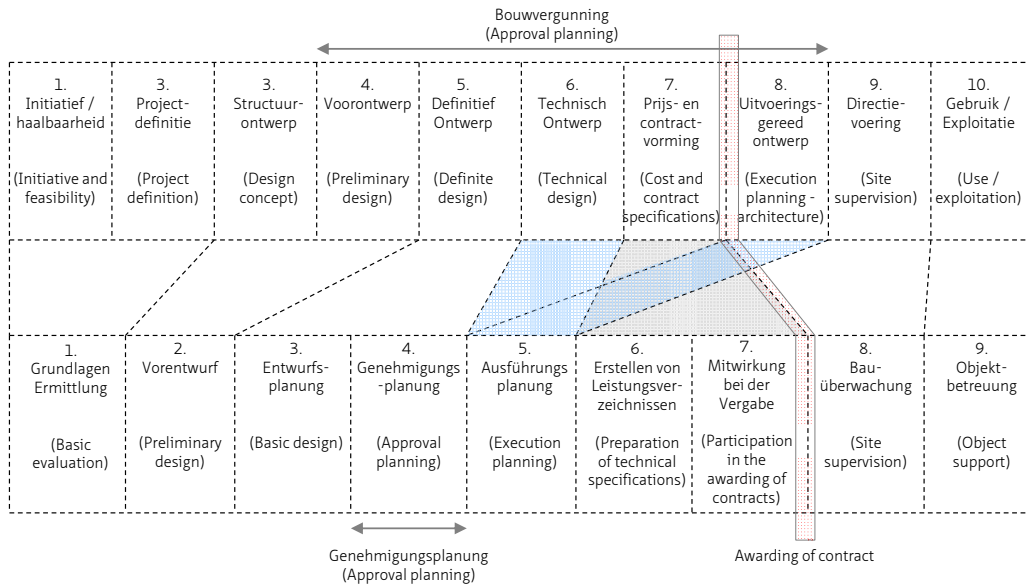 Bouwvergunning
(Approval planning)
1.
Initiatief /
haalbaarheid
(Initiative and
feasibility)
3.
Project-
definitie
(Project
definition)
3.
Structuur-
ontwerp
(Design
concept)
4.
Voorontwerp
(Preliminary
design)
5.
Definitief
Ontwerp
(Definite
design)
6.
Technisch
Ontwerp
(Technical
design)
7.
Prijs- en
contract-
vorming
(Cost and
contract
specifications)
8.
Uitvoerings-
gereed
ontwerp
(Execution
planning -
architecture)
9.
Directie-
voering
(Site
supervision)
10.
Gebruik /
Exploitatie
(Use /
exploitation)
1.
Grundlagen
Ermittlung
(Basic
evaluation)
2.
Vorentwurf
(Preliminary
design)
3.
Entwurfs-
planung
(Basic design)
4.
Genehmigungs
-planung
(Approval
planning)
5.
Ausführungs
planung
(Execution
planning)
6.
Erstellen von
Leistungsver-
zeichnissen
(Preparation
of technical
specifications)
7.
Mitwirkung
bei der
Vergabe
(Participation
in the
awarding of
contracts)
8.
Bau-
überwachung
(Site
supervision)
9.
Objekt-
betreuung
(Object
support)
Genehmigungsplanung
(Approval planning)
Awarding of contract